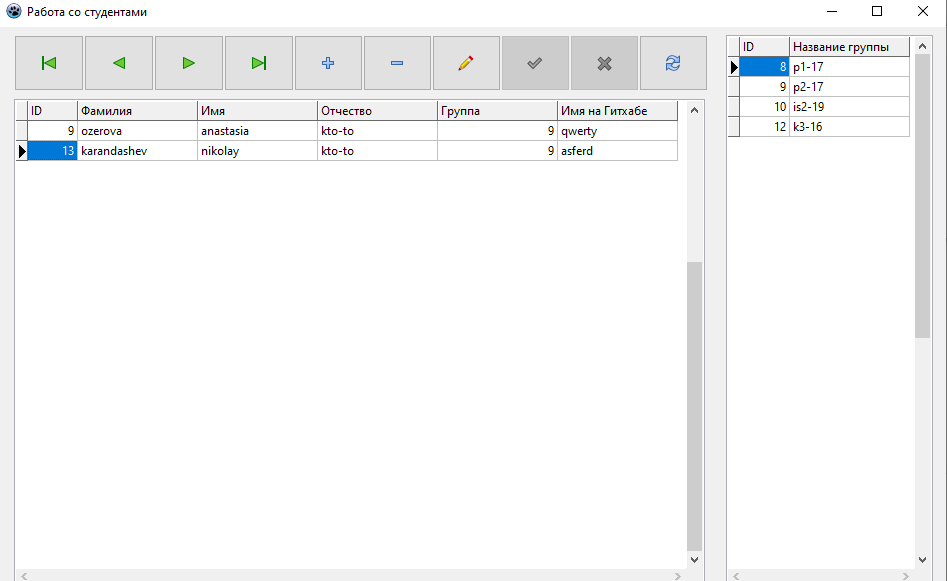 Работа со студентами
ID Фамилия Имя Отчество Группа Имя на Гитхабе
9 ozerova anastasia kto-to 9 qwerty
13 karandashev nikolay kto-to 9 asferd
ID Название группы
8 p1-17
9 p2-17
10 is2-19
12 k3-16